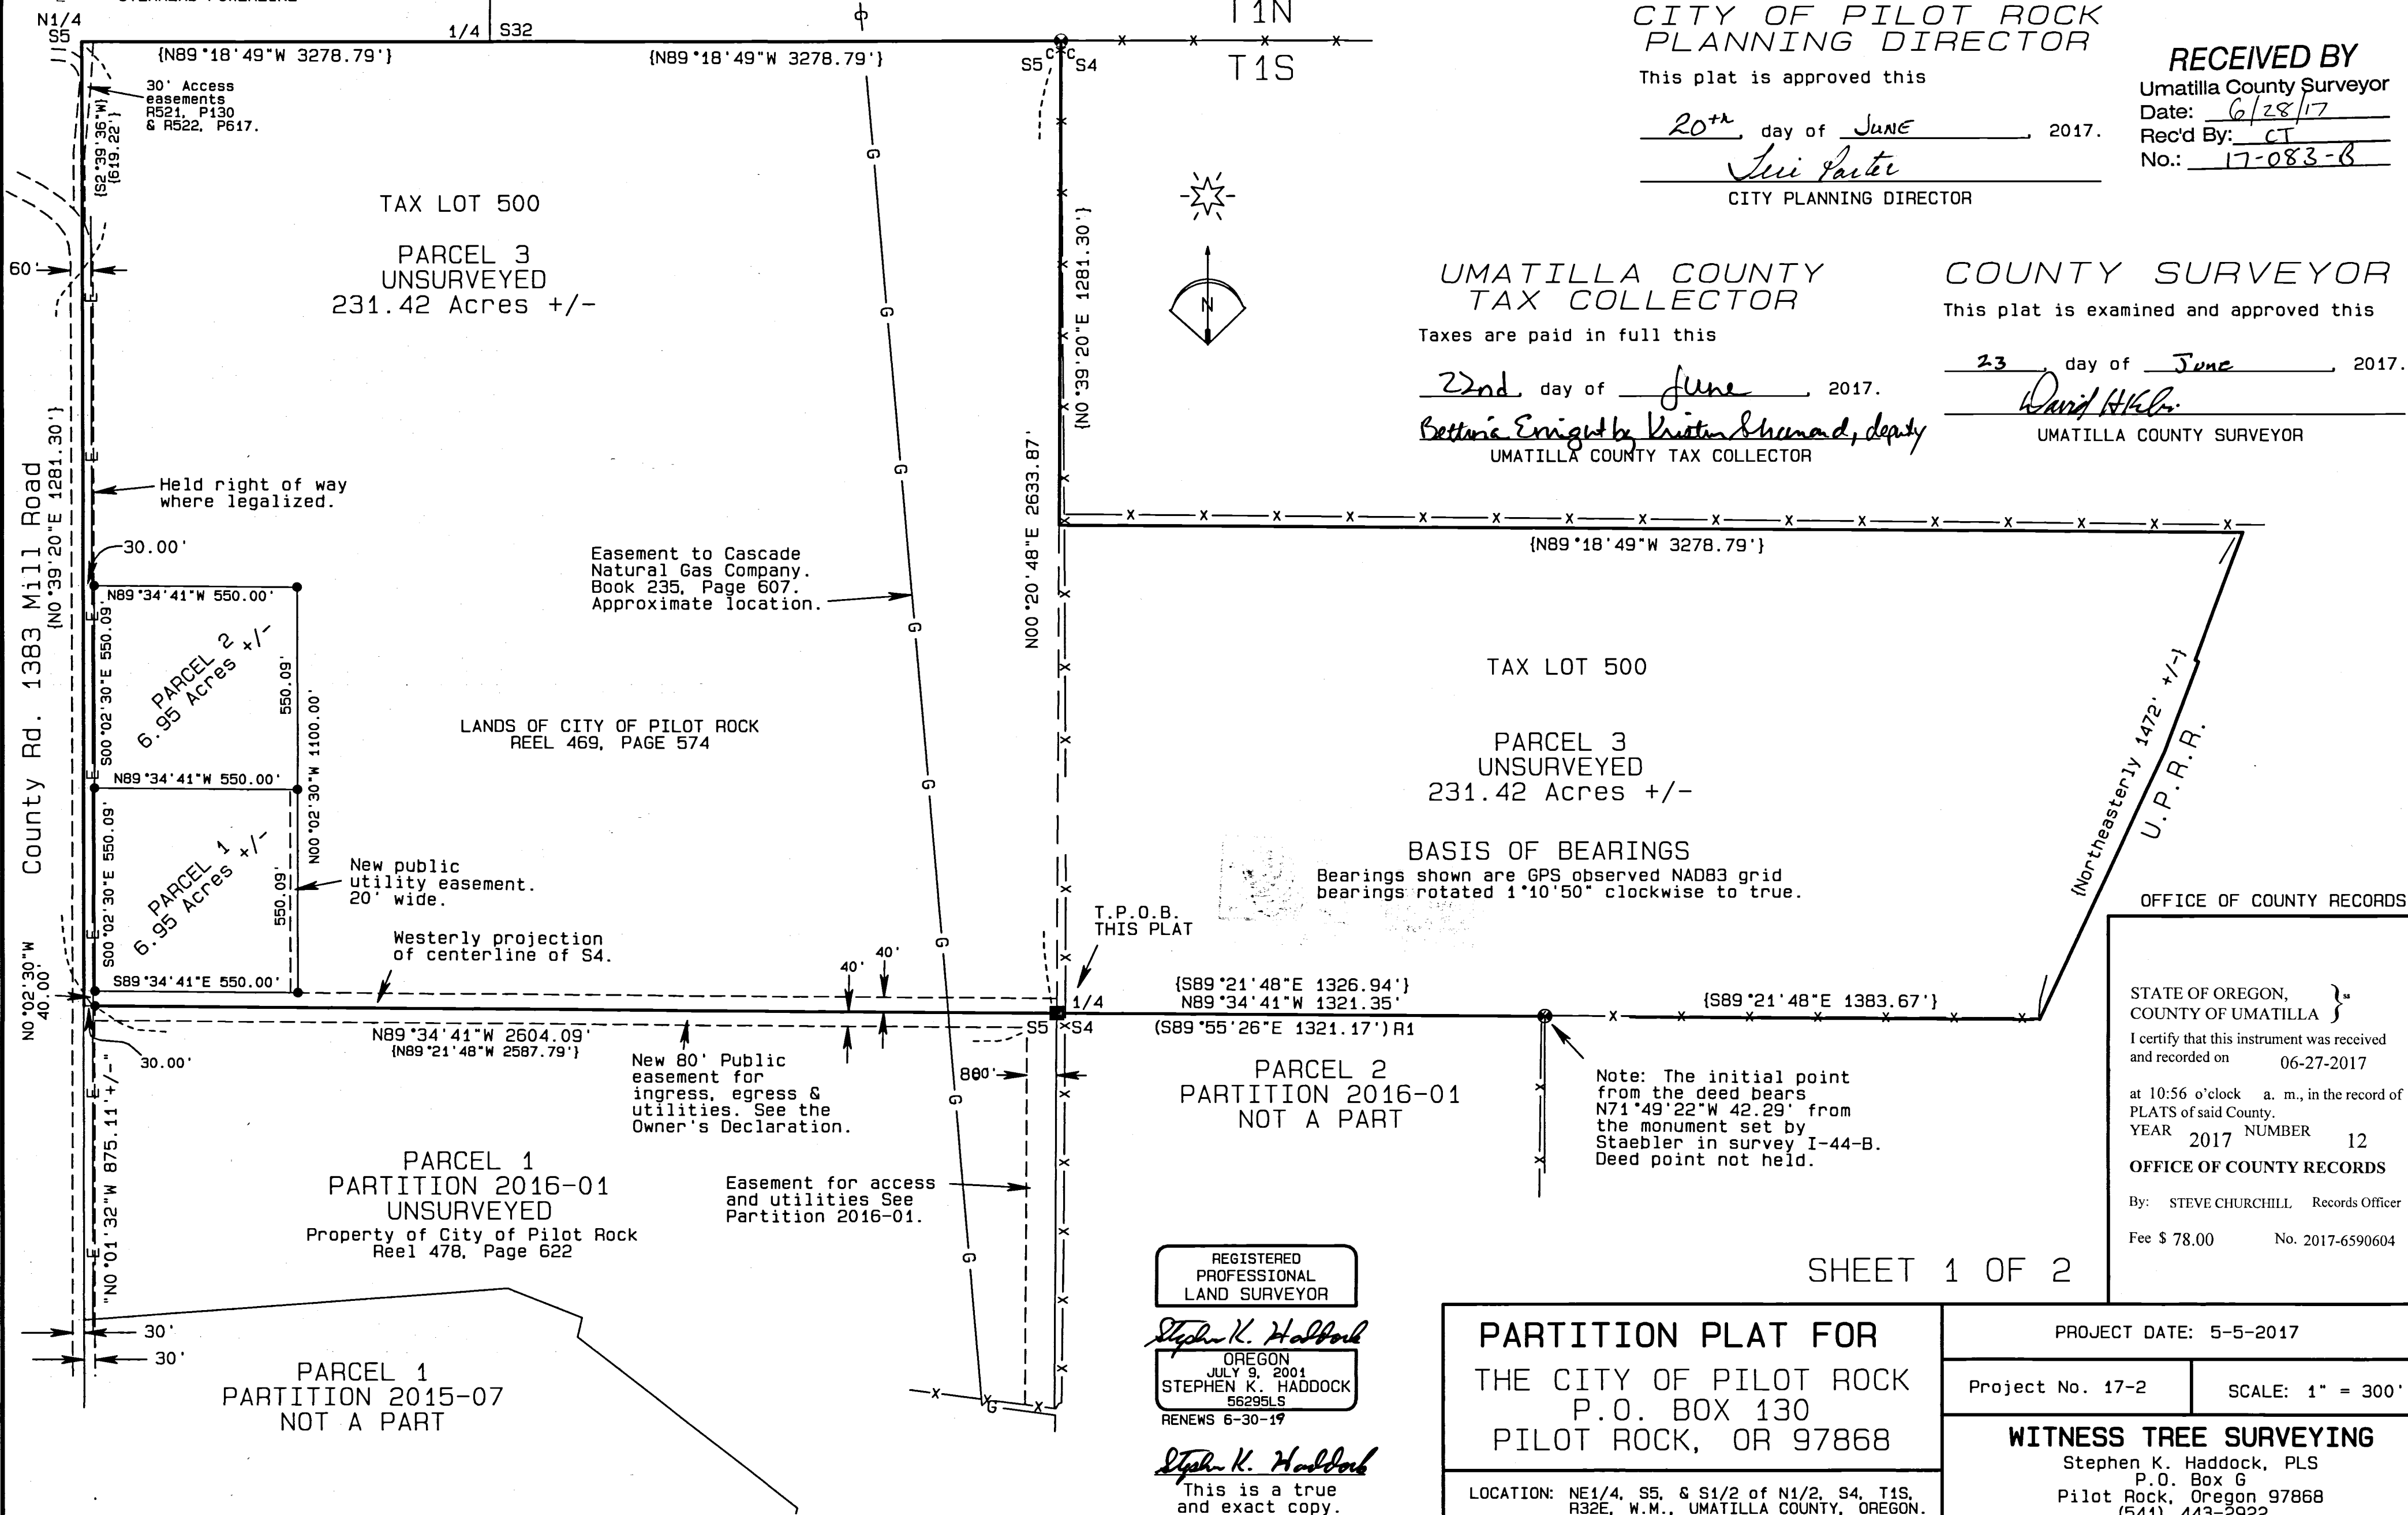 N1/4
S5
1/4 S32
T1N
T1S
{N89°18'49"W 3278.79'}
{N89°18'49"W 3278.79'}
S5 C C S4
30' Access
easements
R521, P130
& R522, P617.
{S2°39'36"W}
{619.22'}
TAX LOT 500
PARCEL 3
UNSURVEYED
231.42 Acres +/-
60'
{N0°39'20"E 1281.30'}
N
County Rd. 1383 Mill Road
{N0°39'20"E 1281.30'}
Held right of way
where legalized.
30.00'
N00°20'48"E 2633.87'
Easement to Cascade
Natural Gas Company.
Book 235, Page 607.
Approximate location.
N89°34'41"W 550.00'
S00°02'30"E 550.09'
PARCEL 2
6.95 Acres +/-
550.09'
N00°02'30"W 1100.00'
N89°34'41"W 550.00'
S00°02'30"E 550.09'
PARCEL 1
6.95 Acres +/-
550.09'
S89°34'41"E 550.00'
LANDS OF CITY OF PILOT ROCK
REEL 469, PAGE 574
New public
utility easement.
20' wide.
Westerly projection
of centerline of S4.
N0°02'30"W
40.00'
30.00'
40'
40'
N89°34'41"W 2604.09'
{N89°21'48"W 2587.79'}
New 80' Public
easement for
ingress, egress &
utilities. See the
Owner's Declaration.
"N0°01'32"W 875.11'+/-"
PARCEL 1
PARTITION 2016-01
UNSURVEYED
Property of City of Pilot Rock
Reel 478, Page 622
Easement for access
and utilities See
Partition 2016-01.
30'
30'
PARCEL 1
PARTITION 2015-07
NOT A PART
CITY OF PILOT ROCK
PLANNING DIRECTOR
This plat is approved this
20th, day of JUNE, 2017.
Teri Porter
CITY PLANNING DIRECTOR
RECEIVED BY
Umatilla County Surveyor
Date: 6/28/17
Rec'd By: CT
No.: 17-083-B
UMATILLA COUNTY
TAX COLLECTOR
Taxes are paid in full this
22nd, day of June, 2017.
Bettina Enright by Kristin Sheunand, deputy
UMATILLA COUNTY TAX COLLECTOR
COUNTY SURVEYOR
This plat is examined and approved this
23, day of June, 2017.
David H
UMATILLA COUNTY SURVEYOR
{N89°18'49"W 3278.79'}
TAX LOT 500
PARCEL 3
UNSURVEYED
231.42 Acres +/-
BASIS OF BEARINGS
Bearings shown are GPS observed NAD83 grid
bearings rotated 1°10'50" clockwise to true.
{Northeasterly 1472' +/-}
U.P.R.R.
T.P.O.B.
THIS PLAT
1/4
S5 S4
{S89°21'48"E 1326.94'}
N89°34'41"W 1321.35'
(S89°55'26"E 1321.17')R1
{S89°21'48"E 1383.67'}
PARCEL 2
PARTITION 2016-01
NOT A PART
Note: The initial point
from the deed bears
N71°49'22"W 42.29' from
the monument set by
Staebler in survey I-44-B.
Deed point not held.
OFFICE OF COUNTY RECORDS
STATE OF OREGON,
COUNTY OF UMATILLA } ss
I certify that this instrument was received
and recorded on 06-27-2017
at 10:56 o'clock a. m., in the record of
PLATS of said County.
YEAR 2017 NUMBER 12
OFFICE OF COUNTY RECORDS
By: STEVE CHURCHILL Records Officer
Fee $ 78.00 No. 2017-6590604
SHEET 1 OF 2
REGISTERED
PROFESSIONAL
LAND SURVEYOR
Stephen K. Haddock
OREGON
JULY 9, 2001
STEPHEN K. HADDOCK
56295LS
RENEWS 6-30-19
Stephen K. Haddock
This is a true
and exact copy.
PARTITION PLAT FOR
THE CITY OF PILOT ROCK
P.O. BOX 130
PILOT ROCK, OR 97868
LOCATION: NE1/4, S5, & S1/2 of N1/2, S4, T1S,
R32E, W.M., UMATILLA COUNTY, OREGON.
PROJECT DATE: 5-5-2017
Project No. 17-2
SCALE: 1" = 300'
WITNESS TREE SURVEYING
Stephen K. Haddock, PLS
P.O. Box G
Pilot Rock, Oregon 97868
(541) 443-2922